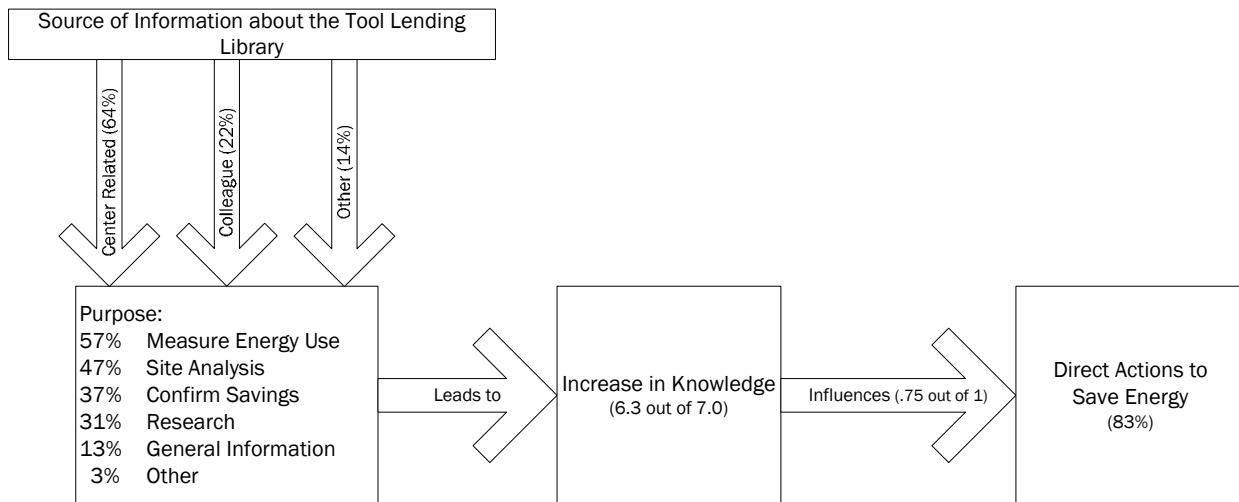 Source of Information about the Tool Lending
Library
Center Related (64%)
Colleague (22%)
Other (14%)
Purpose:
57% Measure Energy Use
47% Site Analysis
37% Confirm Savings
31% Research
13% General Information
3% Other
Leads to
Increase in Knowledge
(6.3 out of 7.0)
Influences (.75 out of 1)
Direct Actions to
Save Energy
(83%)